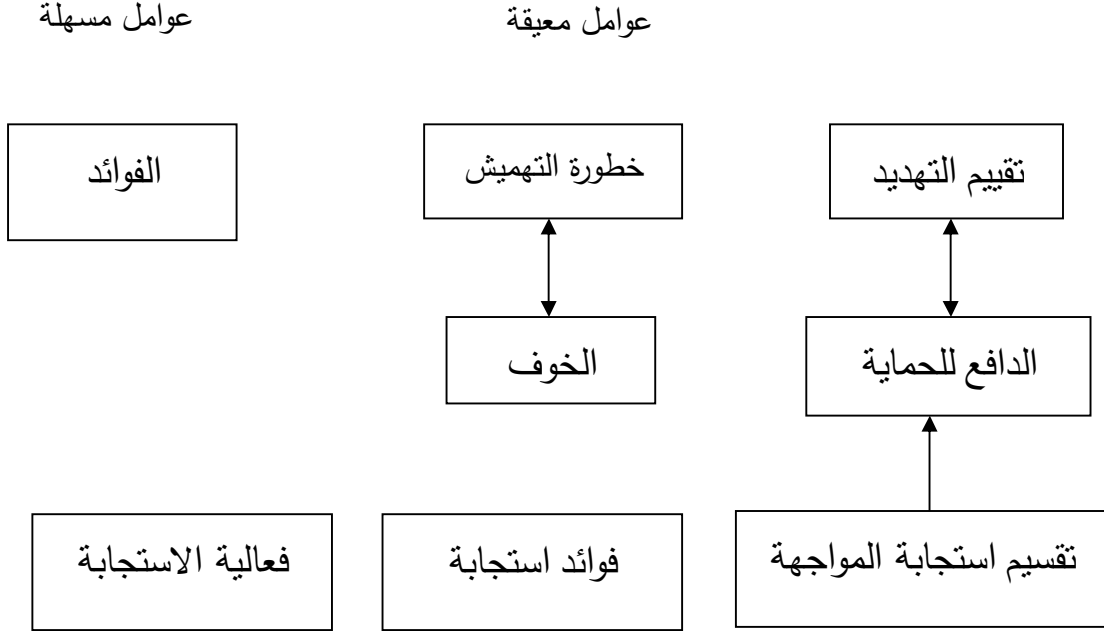 عوامل معيقة
عوامل مسهلة
تقييم التهديد
خطورة التهميش
الفوائد
الدافع للحماية
الخوف
تقسيم استجابة المواجهة
فوائد استجابة
فعالية الاستجابة